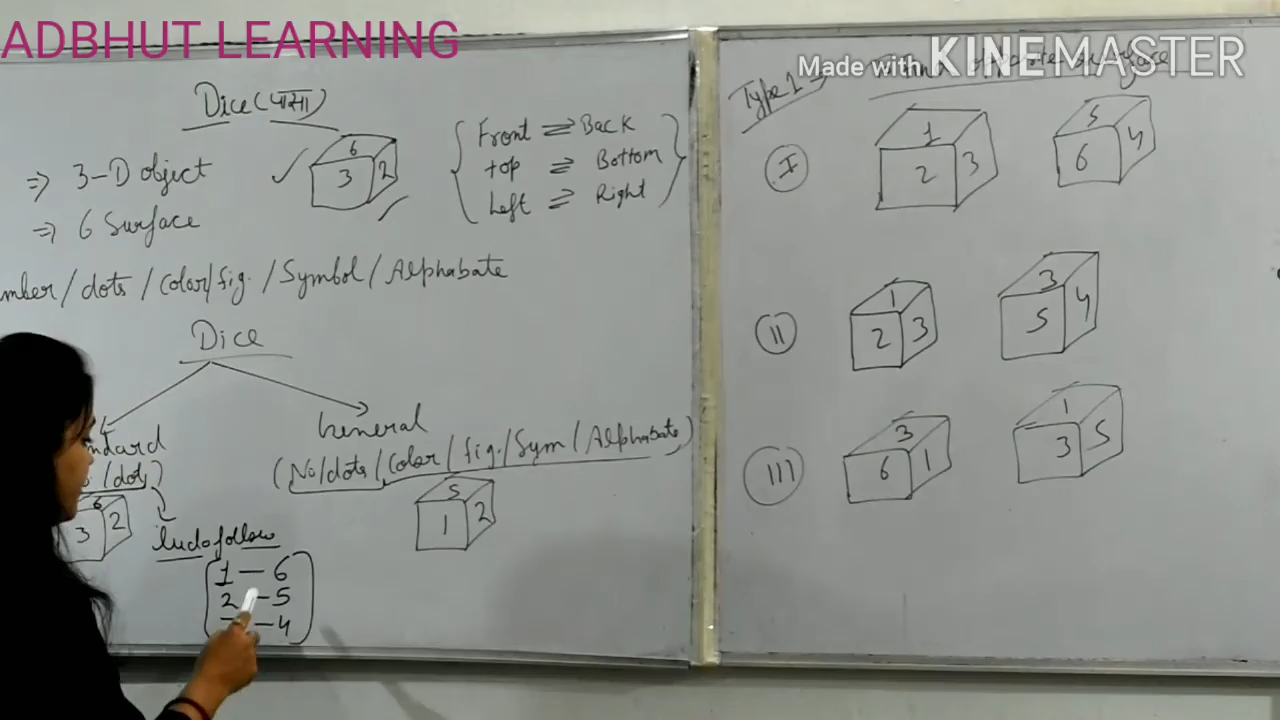 ADBHUT LEARNING
Made with KINEMASTER
Dice (पासा)
6
3 2
⇒ 3-D object
⇒ 6 Surface
Front ⇌ Back
top ⇌ Bottom
Left ⇌ Right
/ dots / Color / fig. / Symbol / Alphabate
Dice
General
(No/dots / Color / fig. / Sym / Alphabate)
/dots)
6
3 2
ludo follow
1 — 6
2 — 5
— 4
5
1 2
Type 1 ⇒
I
1
2 3
5
6 4
II
1
2 3
3
5 4
III
3
6 1
1
3 5